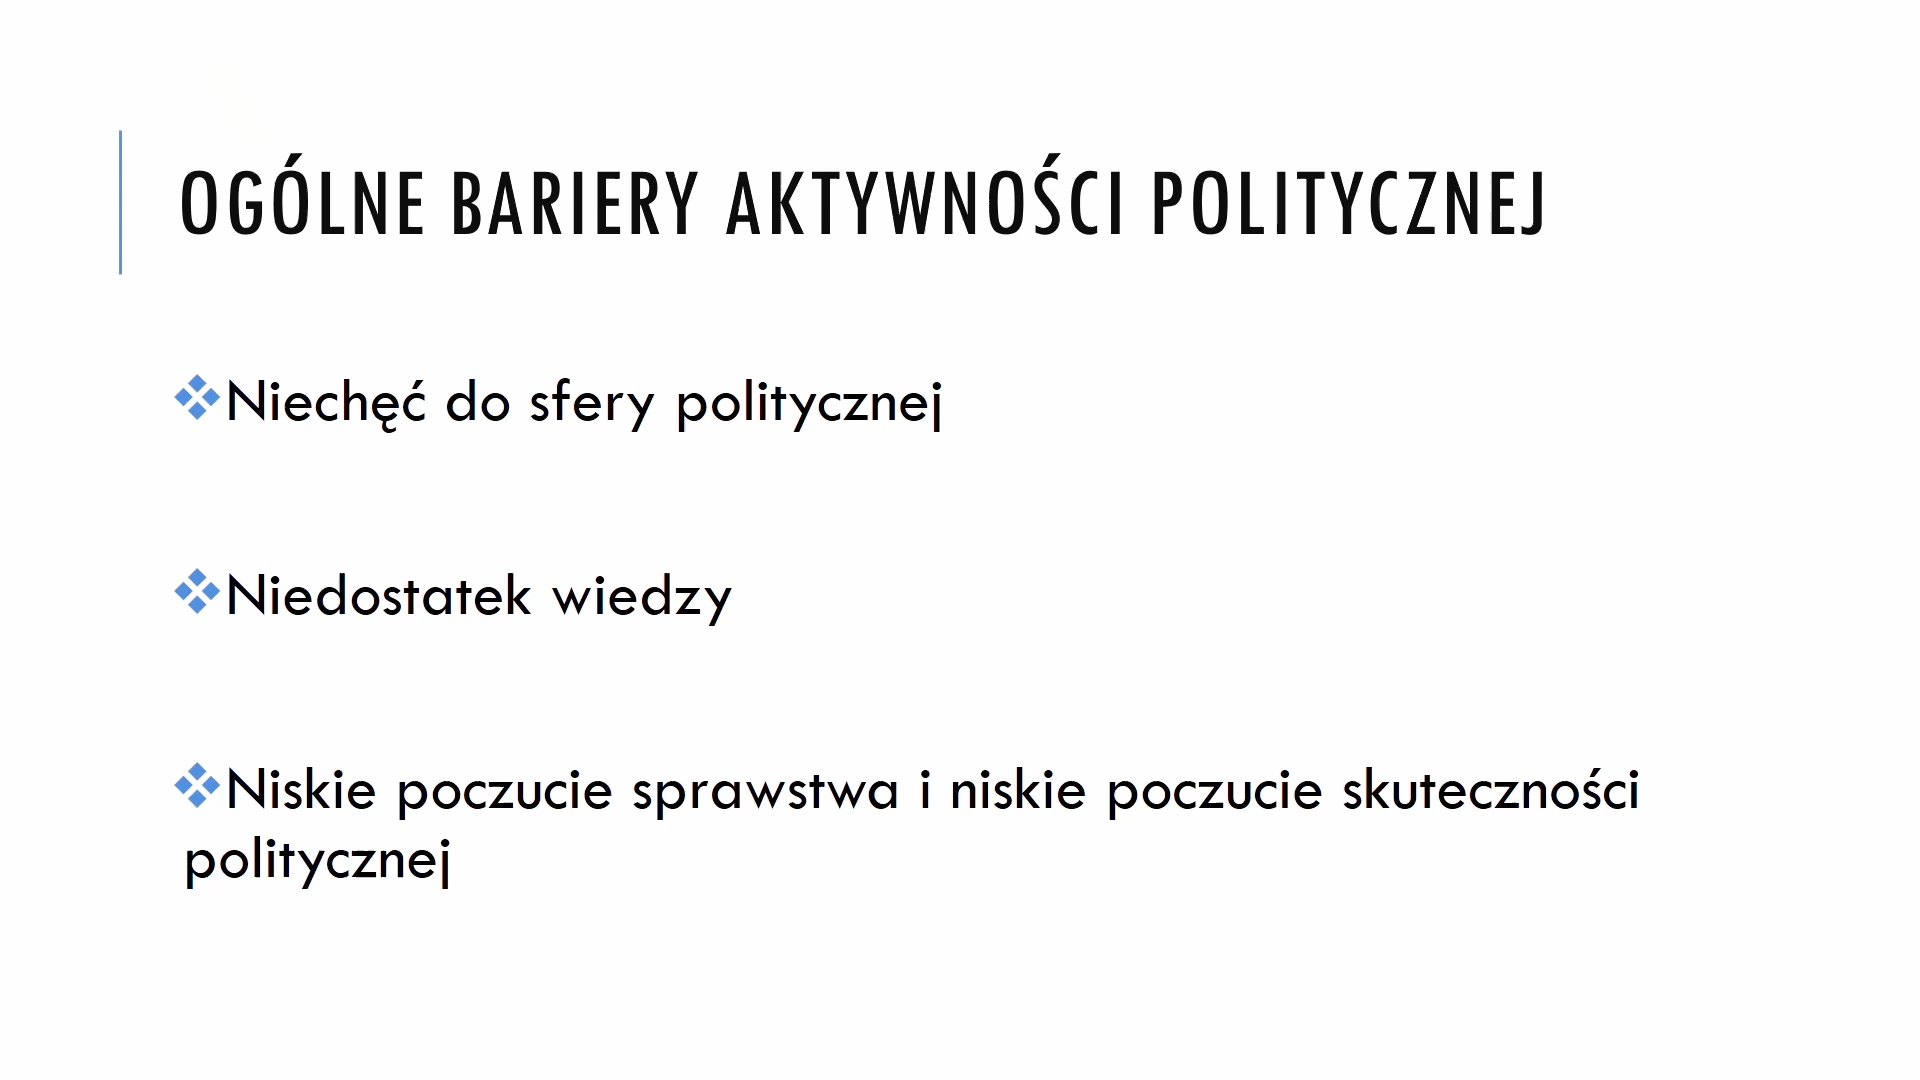 OGÓLNE BARIERY AKTYWNOŚCI POLITYCZNEJ
❖Niechęć do sfery politycznej
❖Niedostatek wiedzy
❖Niskie poczucie sprawstwa i niskie poczucie skuteczności
politycznej